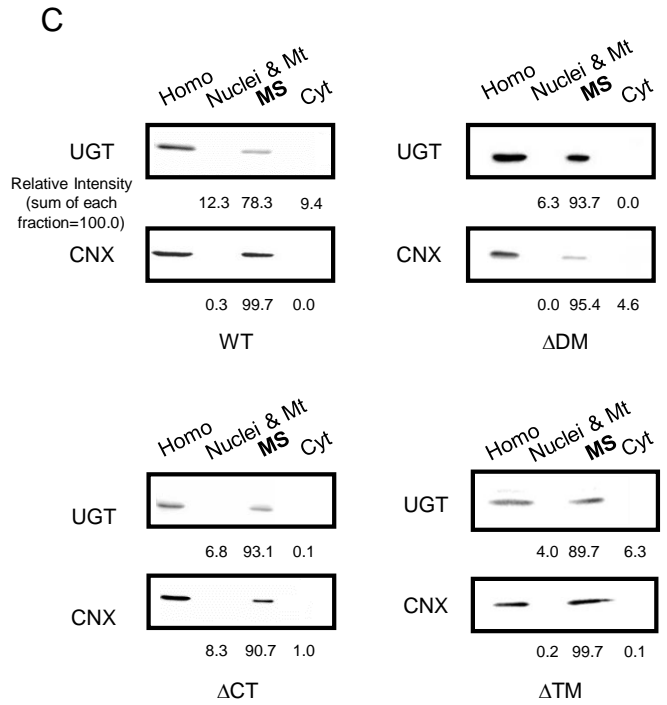 C
Homo Nuclei & Mt MS Cyt
UGT
Relative Intensity
(sum of each
fraction=100.0)
12.3 78.3 9.4
CNX
0.3 99.7 0.0
WT
Homo Nuclei & Mt MS Cyt
UGT
6.3 93.7 0.0
CNX
0.0 95.4 4.6
ΔDM
Homo Nuclei & Mt MS Cyt
UGT
6.8 93.1 0.1
CNX
8.3 90.7 1.0
ΔCT
Homo Nuclei & Mt MS Cyt
UGT
4.0 89.7 6.3
CNX
0.2 99.7 0.1
ΔTM